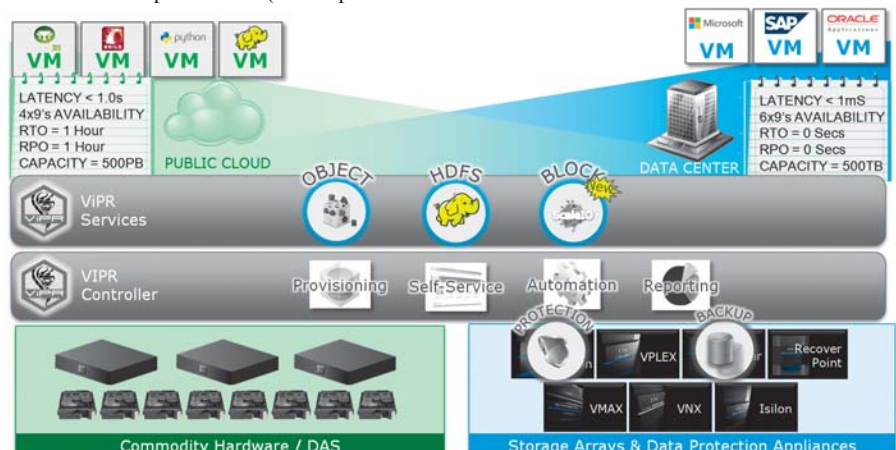 python
Microsoft
SAP
ORACLE
Applications
VM
VM
VM
VM
VM
VM
VM
LATENCY < 1.0s
4x9's AVAILABILITY
RTO = 1 Hour
RPO = 1 Hour
CAPACITY = 500PB
PUBLIC CLOUD
DATA CENTER
LATENCY < 1mS
6x9's AVAILABILITY
RTO = 0 Secs
RPO = 0 Secs
CAPACITY = 500TB
ViPR
Services
OBJECT
HDFS
BLOCK
New
ScaleIO
VIPR
Controller
Provisioning
Self-Service
Automation
Reporting
PROTECTION
BACKUP
VPLEX
Recover
Point
VMAX
VNX
Isilon
Commodity Hardware / DAS
Storage Arrays & Data Protection Appliances